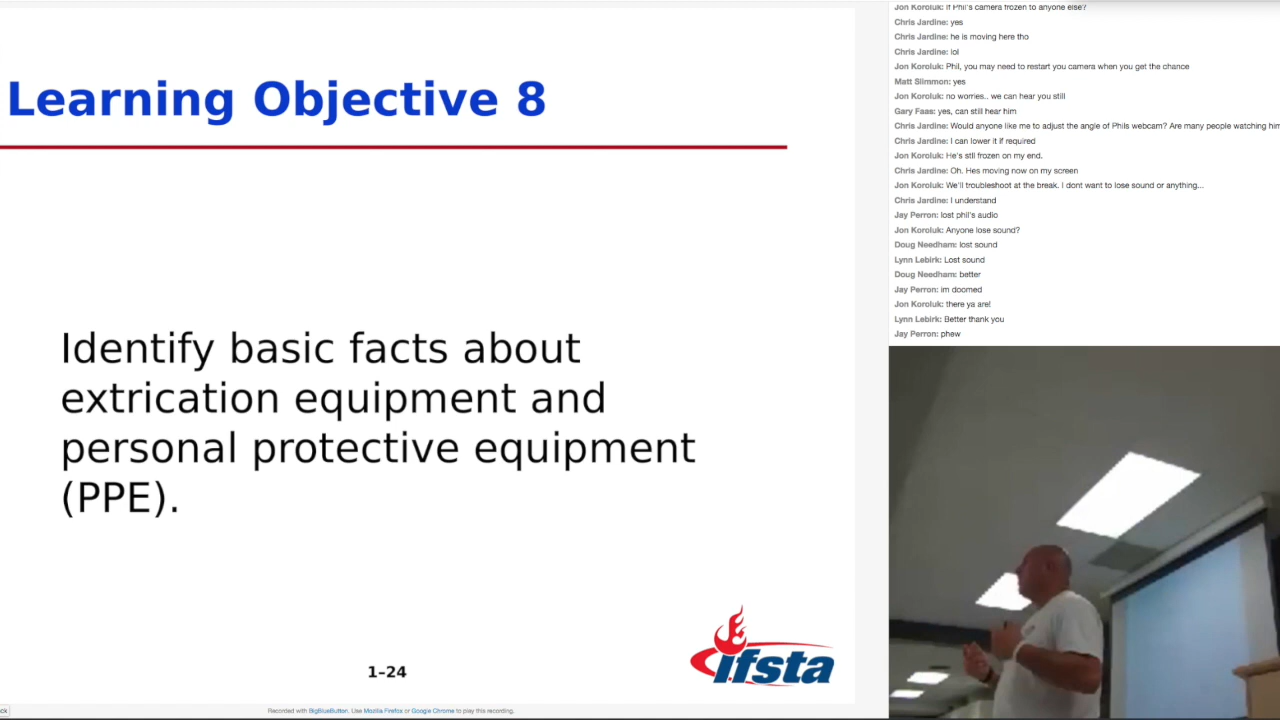 Learning Objective 8
Identify basic facts about
extrication equipment and
personal protective equipment
(PPE).
1–24
ifsta
Recorded with BigBlueButton. Use Mozilla Firefox or Google Chrome to play this recording.
Jon Koroluk: If Phil's camera frozen to anyone else?
Chris Jardine: yes
Chris Jardine: he is moving here tho
Chris Jardine: lol
Jon Koroluk: Phil, you may need to restart you camera when you get the chance
Matt Slimmon: yes
Jon Koroluk: no worries.. we can hear you still
Gary Faas: yes, can still hear him
Chris Jardine: Would anyone like me to adjust the angle of Phils webcam? Are many people watching him
Chris Jardine: I can lower it if required
Jon Koroluk: He's stll frozen on my end.
Chris Jardine: Oh. Hes moving now on my screen
Jon Koroluk: We'll troubleshoot at the break. I dont want to lose sound or anything...
Chris Jardine: I understand
Jay Perron: lost phil's audio
Jon Koroluk: Anyone lose sound?
Doug Needham: lost sound
Lynn Lebirk: Lost sound
Doug Needham: better
Jay Perron: im doomed
Jon Koroluk: there ya are!
Lynn Lebirk: Better thank you
Jay Perron: phew